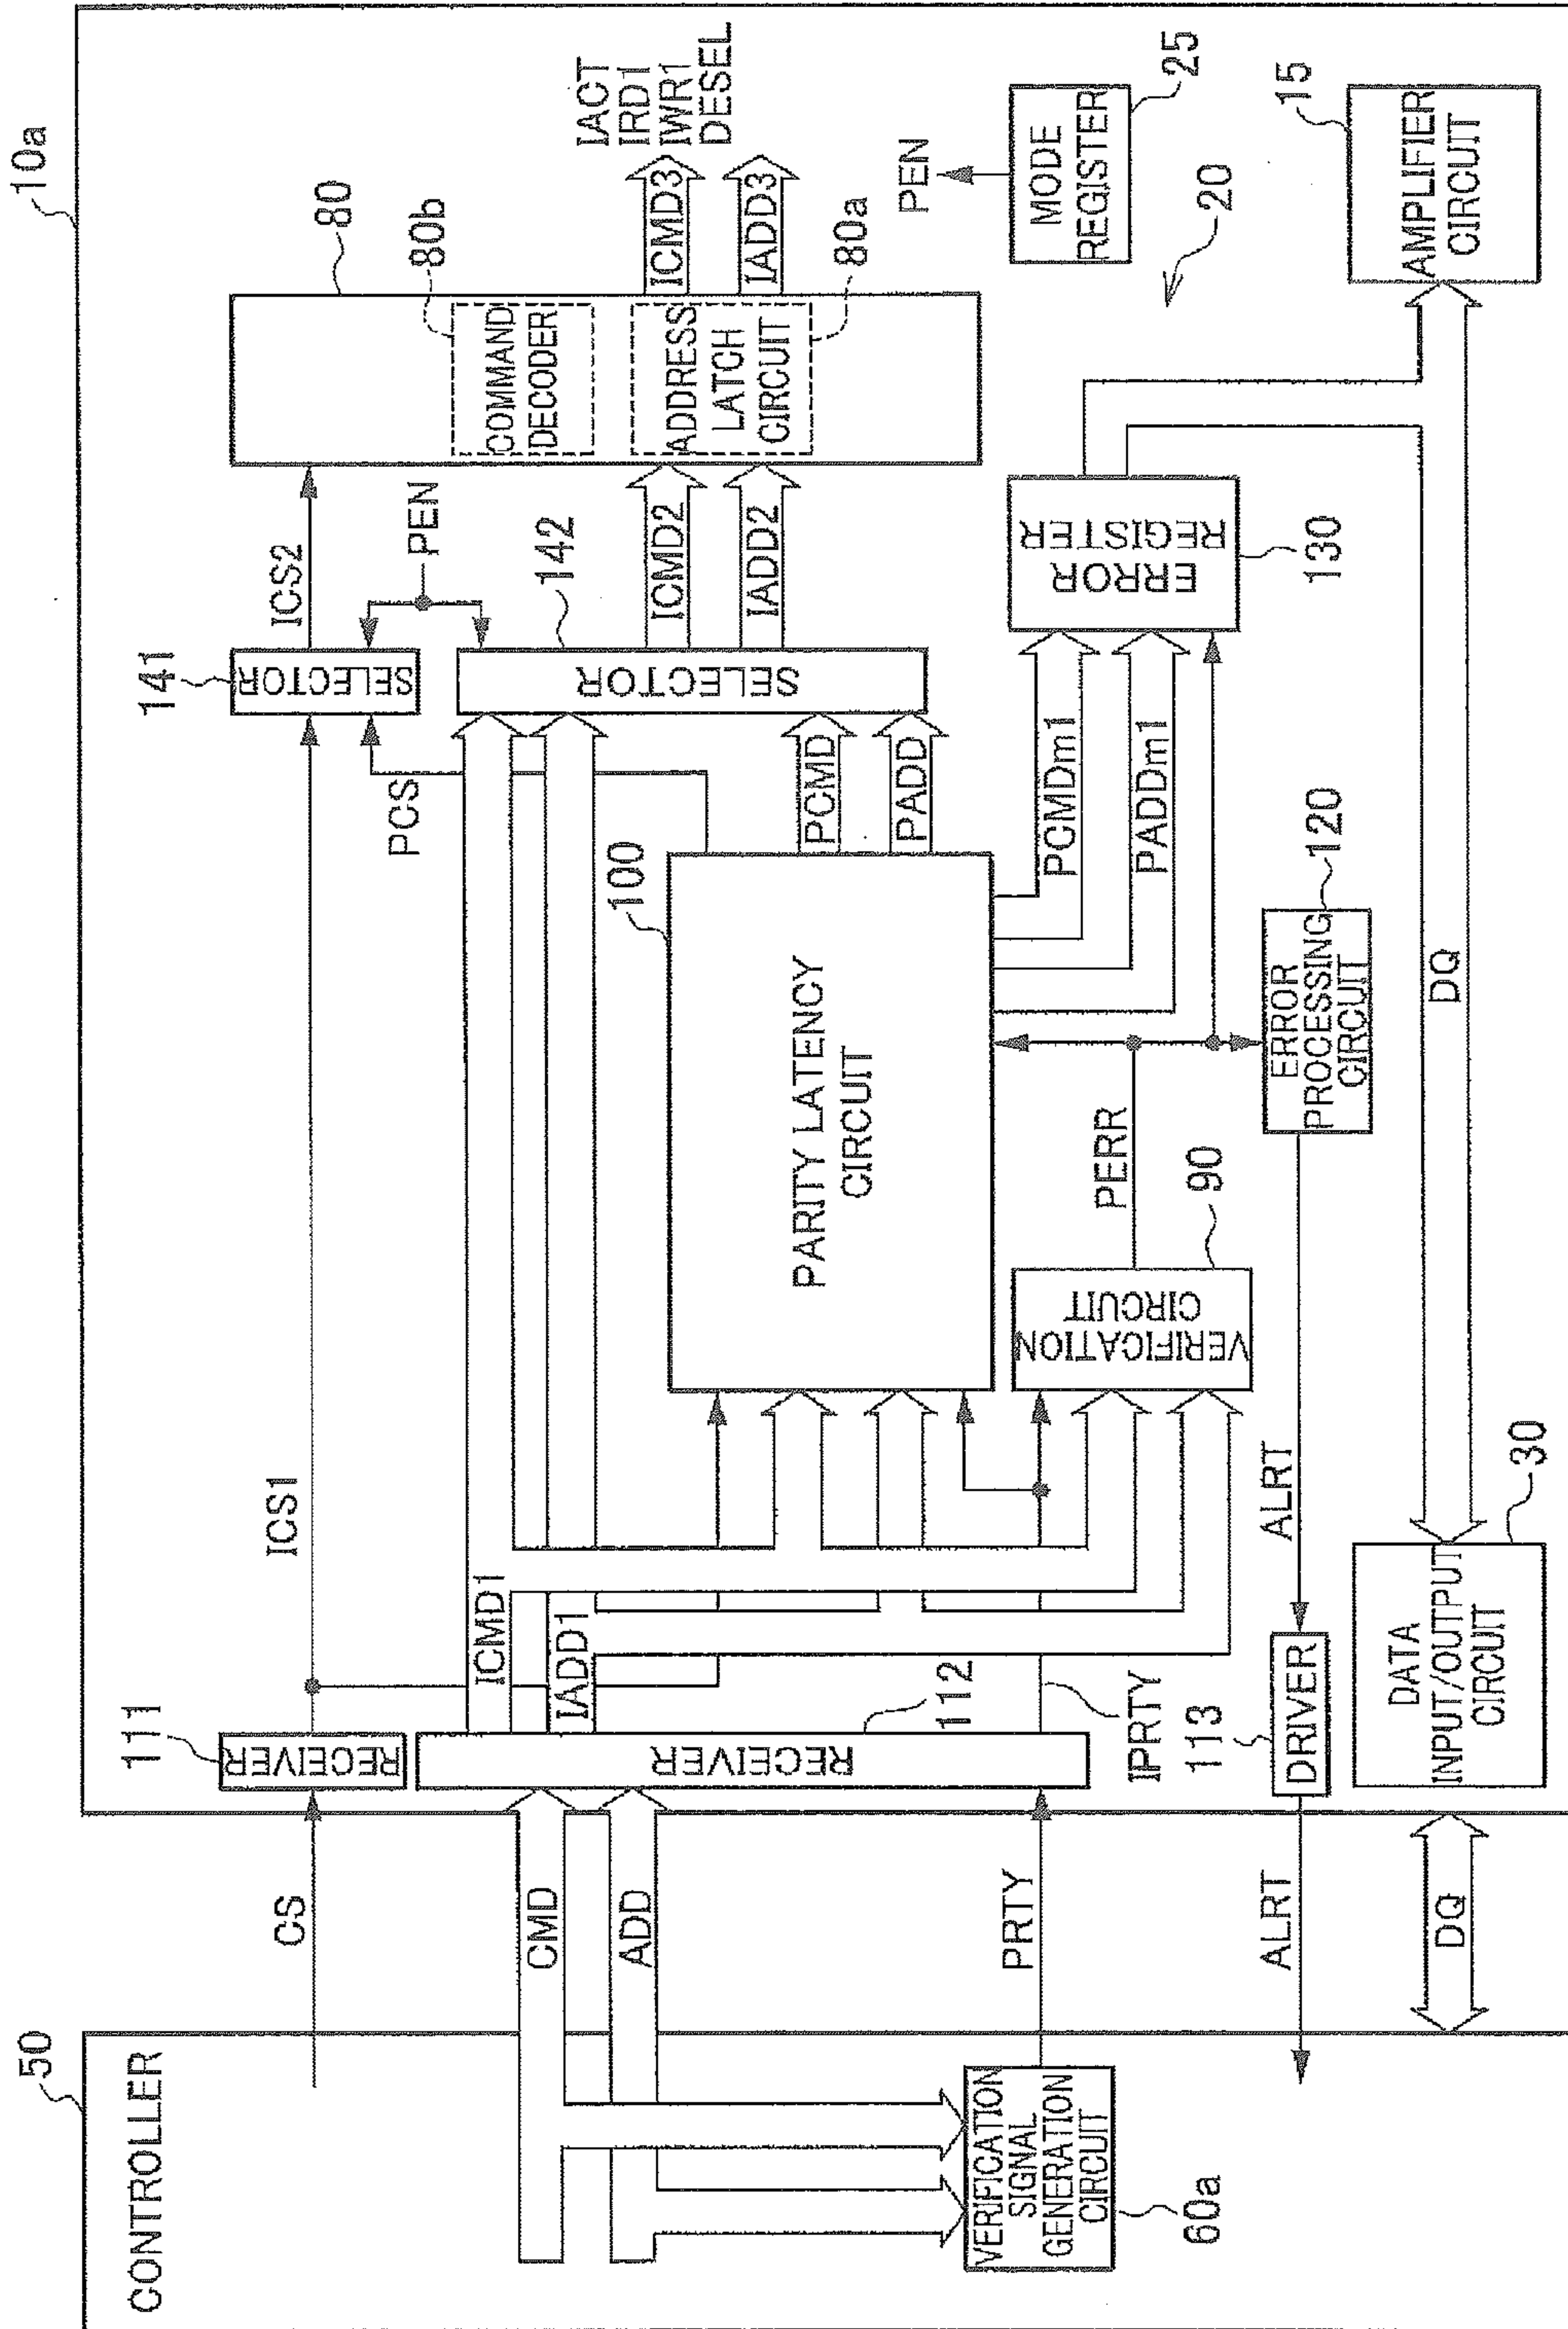 10a
50
CONTROLLER
CS
CMD
ADD
PRTY
VERIFICATION
SIGNAL
GENERATION
CIRCUIT
60a
ALRT
DQ
111
RECEIVER
RECEIVER
112
ICS1
ICMD1
IADD1
IPRTY
113
DRIVER
ALRT
DATA
INPUT/OUTPUT
CIRCUIT
30
100
PARITY LATENCY
CIRCUIT
VERIFICATION
CIRCUIT
90
PERR
ERROR
PROCESSING
CIRCUIT
120
PCS
PCMD
PADD
PCMDm1
PADDm1
141
SELECTOR
ICS2
PEN
142
SELECTOR
ICMD2
IADD2
ERROR
REGISTER
130
DQ
80
80b
COMMAND
DECODER
ADDRESS
LATCH
CIRCUIT
80a
ICMD3
IADD3
IACT
IRD1
IWR1
DESEL
PEN
MODE
REGISTER
25
20
AMPLIFIER
CIRCUIT
15